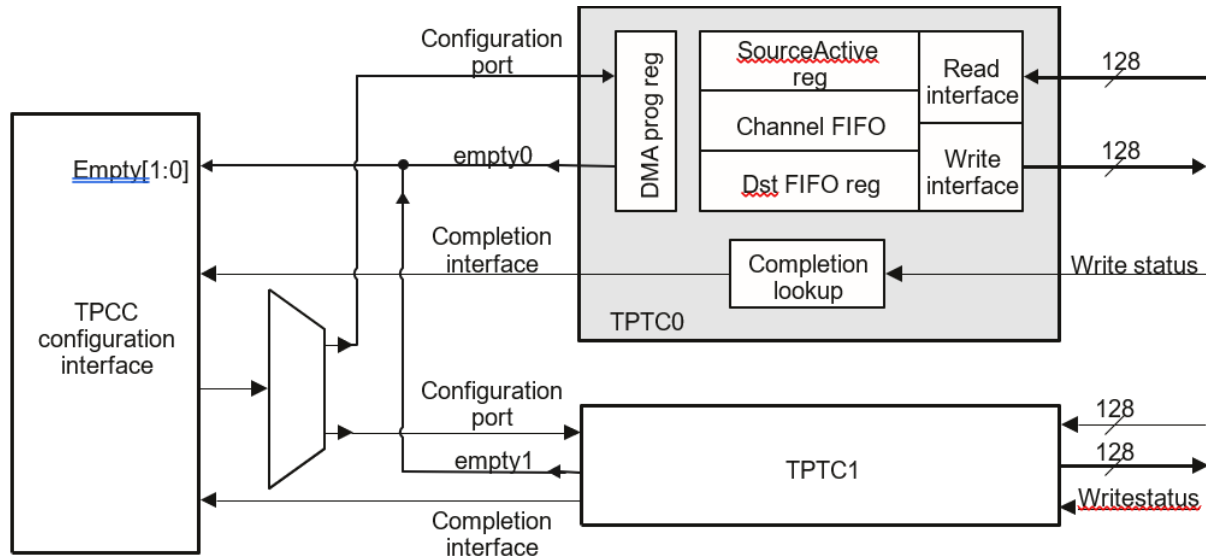 Configuration
port
DMA prog reg
SourceActive
reg
Channel FIFO
Dst FIFO reg
Read
interface
Write
interface
128
128
Empty[1:0]
empty0
Completion
interface
Completion
lookup
Write status
TPTC0
TPCC
configuration
interface
Configuration
port
empty1
TPTC1
128
128
Writestatus
Completion
interface